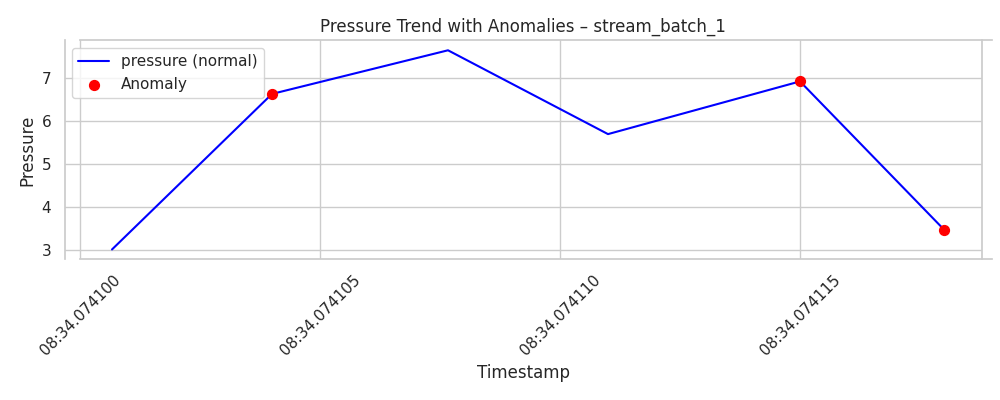 Pressure Trend with Anomalies – stream_batch_1
pressure (normal)
Anomaly
Pressure
7
6
5
4
3
08:34.074100
08:34.074105
08:34.074110
08:34.074115
Timestamp